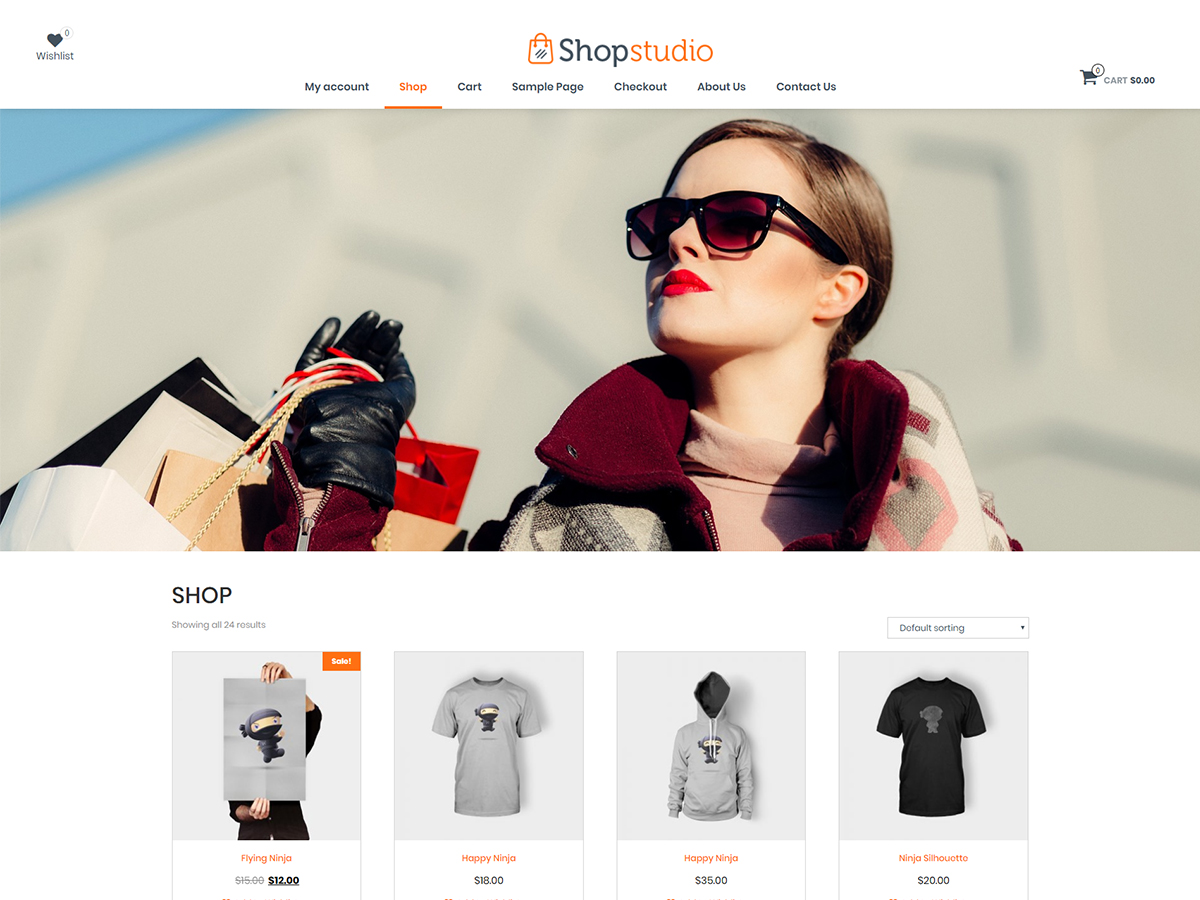 0
Wishlist
Shopstudio
My account Shop Cart Sample Page Checkout About Us Contact Us
0
CART $0.00
SHOP
Showing all 24 results
Default sorting
Sale!
Flying Ninja
$15.00 $12.00
Happy Ninja
$18.00
Happy Ninja
$35.00
Ninja Silhouette
$20.00